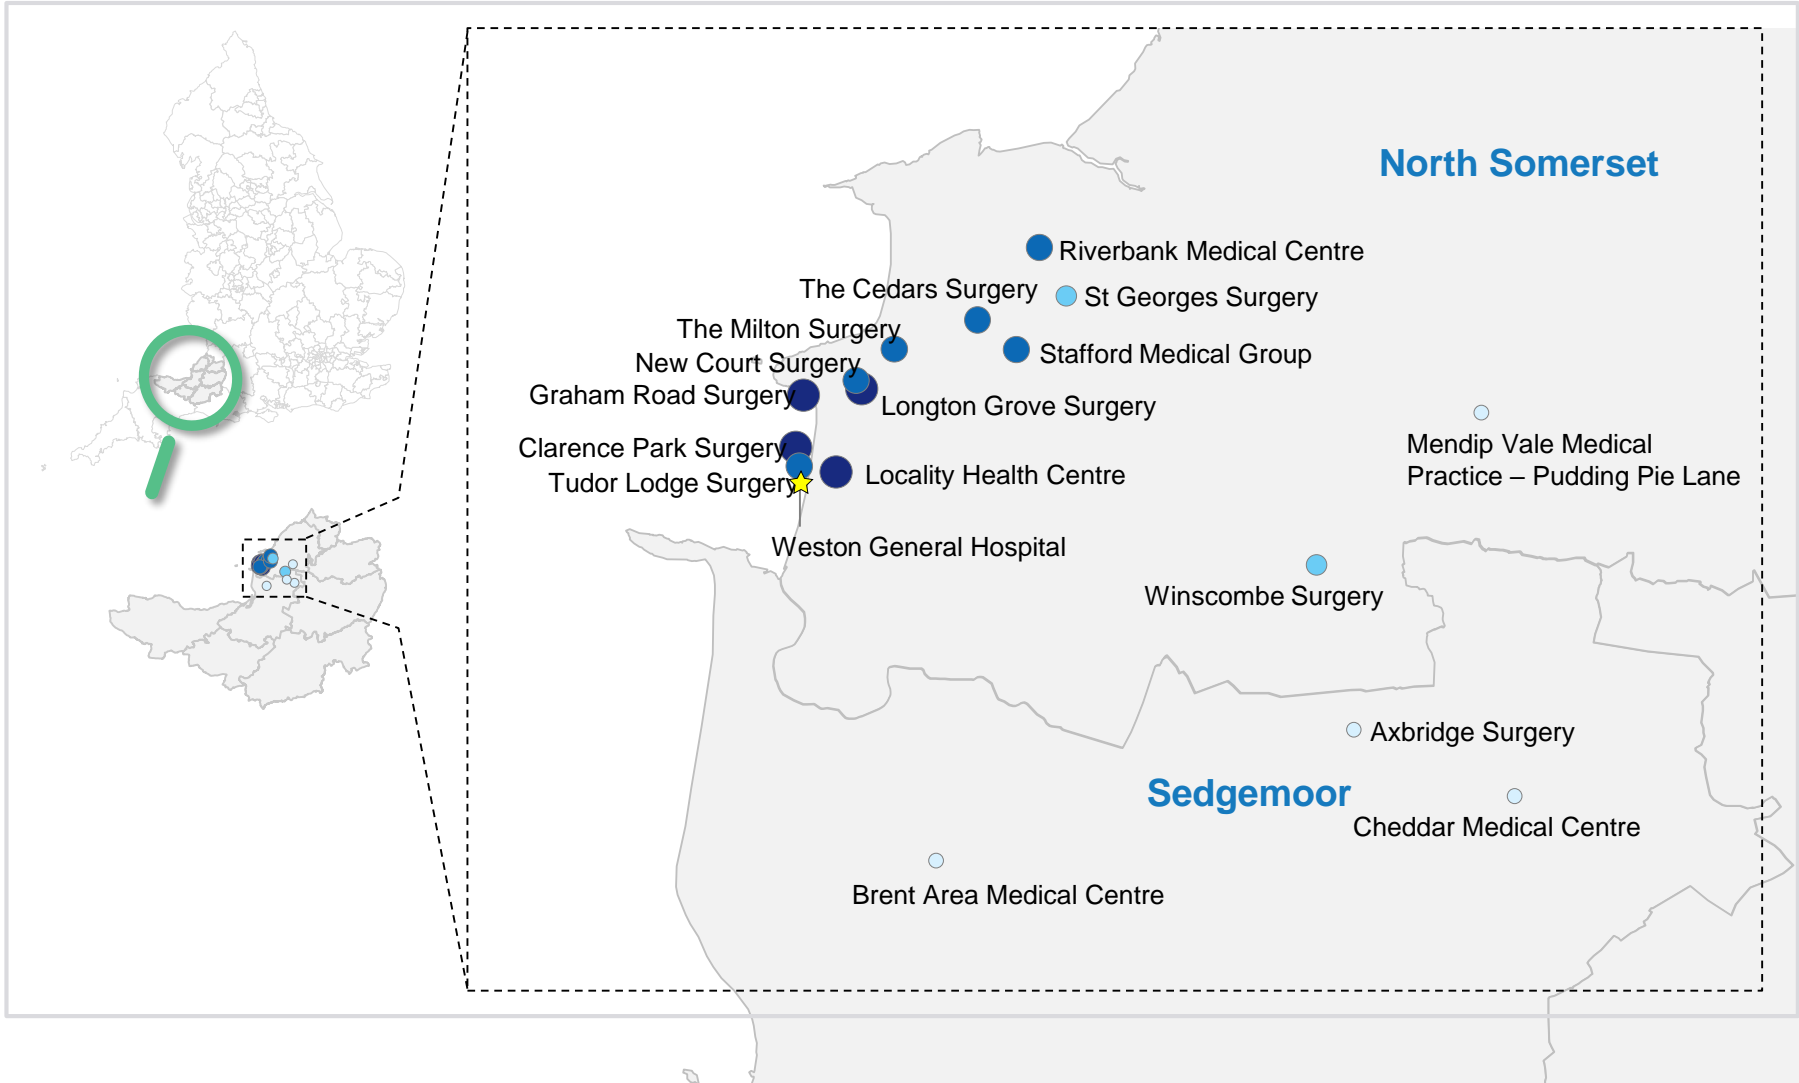 North Somerset
Riverbank Medical Centre
The Cedars Surgery
St Georges Surgery
The Milton Surgery
Stafford Medical Group
New Court Surgery
Graham Road Surgery
Longton Grove Surgery
Mendip Vale Medical
Practice – Pudding Pie Lane
Clarence Park Surgery
Locality Health Centre
Tudor Lodge Surgery
Weston General Hospital
Winscombe Surgery
Axbridge Surgery
Sedgemoor
Cheddar Medical Centre
Brent Area Medical Centre